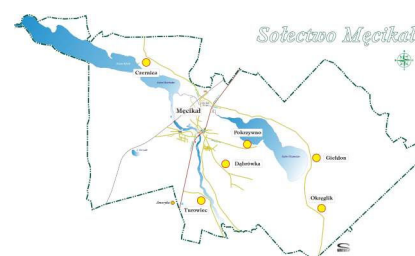 Sołectwo Męcikał
Czernica
Męcikał
Pokrzywno
Giełdon
Dąbrówka
Okręglik
Turowiec